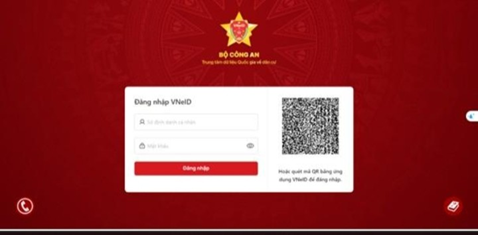 BỘ CÔNG AN
Trung tâm dữ liệu Quốc gia về dân cư
Đăng nhập VNeID
Số định danh cá nhân
Mật khẩu
Đăng nhập
Hoặc quét mã QR bằng ứng
dụng VNeID để đăng nhập.